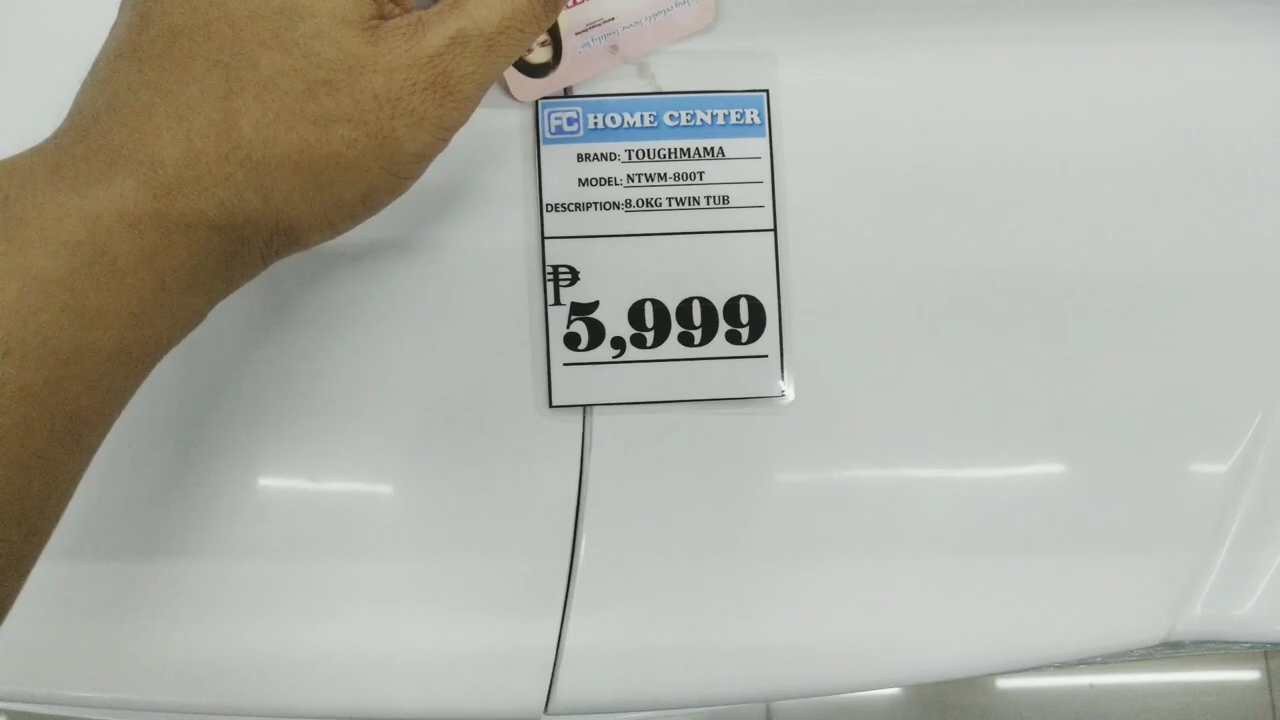 FC HOME CENTER
BRAND: TOUGHMAMA
MODEL: NTWM-800T
DESCRIPTION: 8.0KG TWIN TUB
₱5,999